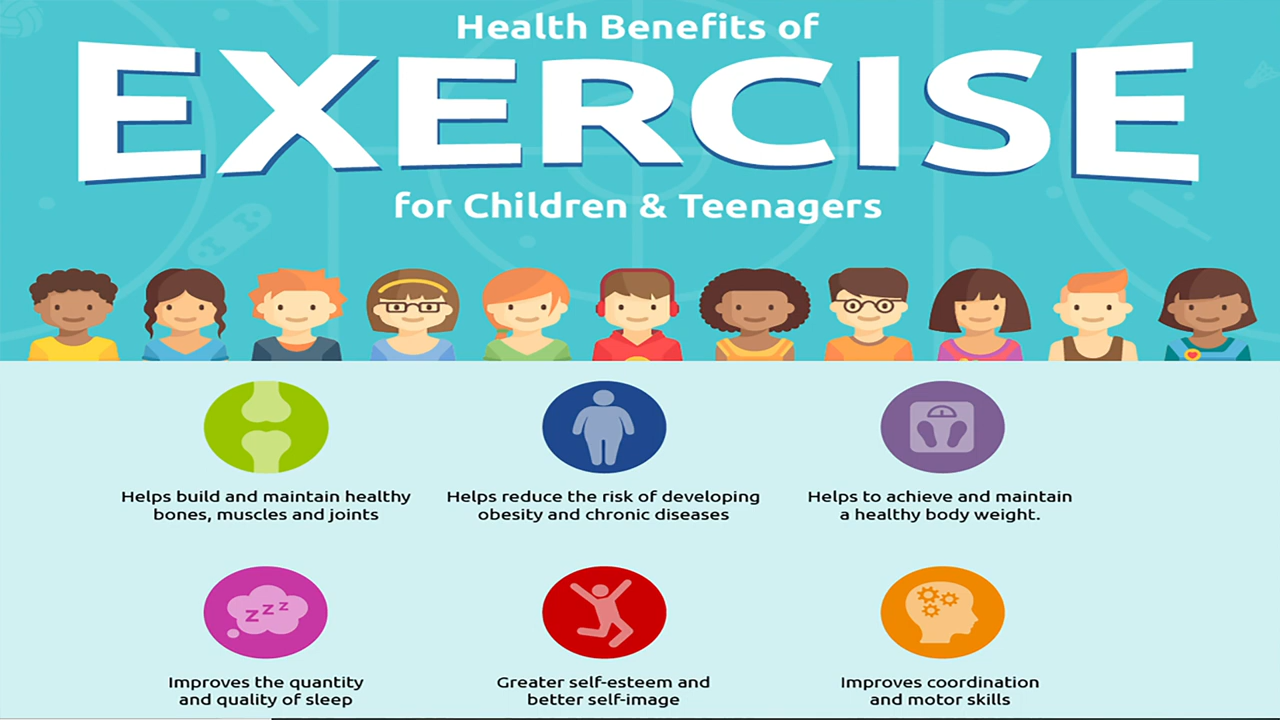 Health Benefits of
EXERCISE
for Children & Teenagers
Helps build and maintain healthy
bones, muscles and joints
Helps reduce the risk of developing
obesity and chronic diseases
Helps to achieve and maintain
a healthy body weight.
zzz
Improves the quantity
and quality of sleep
Greater self-esteem and
better self-image
Improves coordination
and motor skills